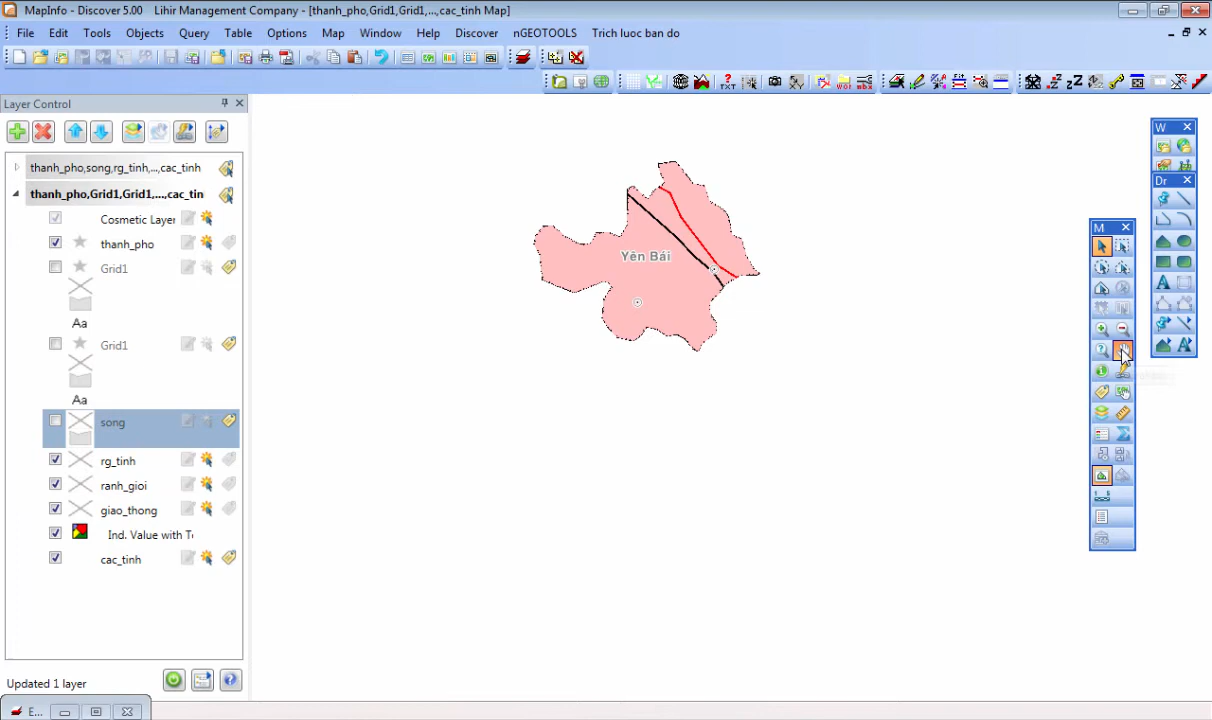 MapInfo - Discover 5.00 Lihir Management Company - [thanh_pho,Grid1,Grid1,...,cac_tinh Map]
File Edit Tools Objects Query Table Options Map Window Help Discover nGEOTOOLS Trich luoc ban do
Layer Control
thanh_pho,song,rg_tinh,...,cac_tinh
thanh_pho,Grid1,Grid1,...,cac_tin
Cosmetic Layer
thanh_pho
Grid1
Aa
Grid1
Aa
song
rg_tinh
ranh_gioi
giao_thong
Ind. Value with T
cac_tinh
Updated 1 layer
E...
Yên Bái
W
Dr
M